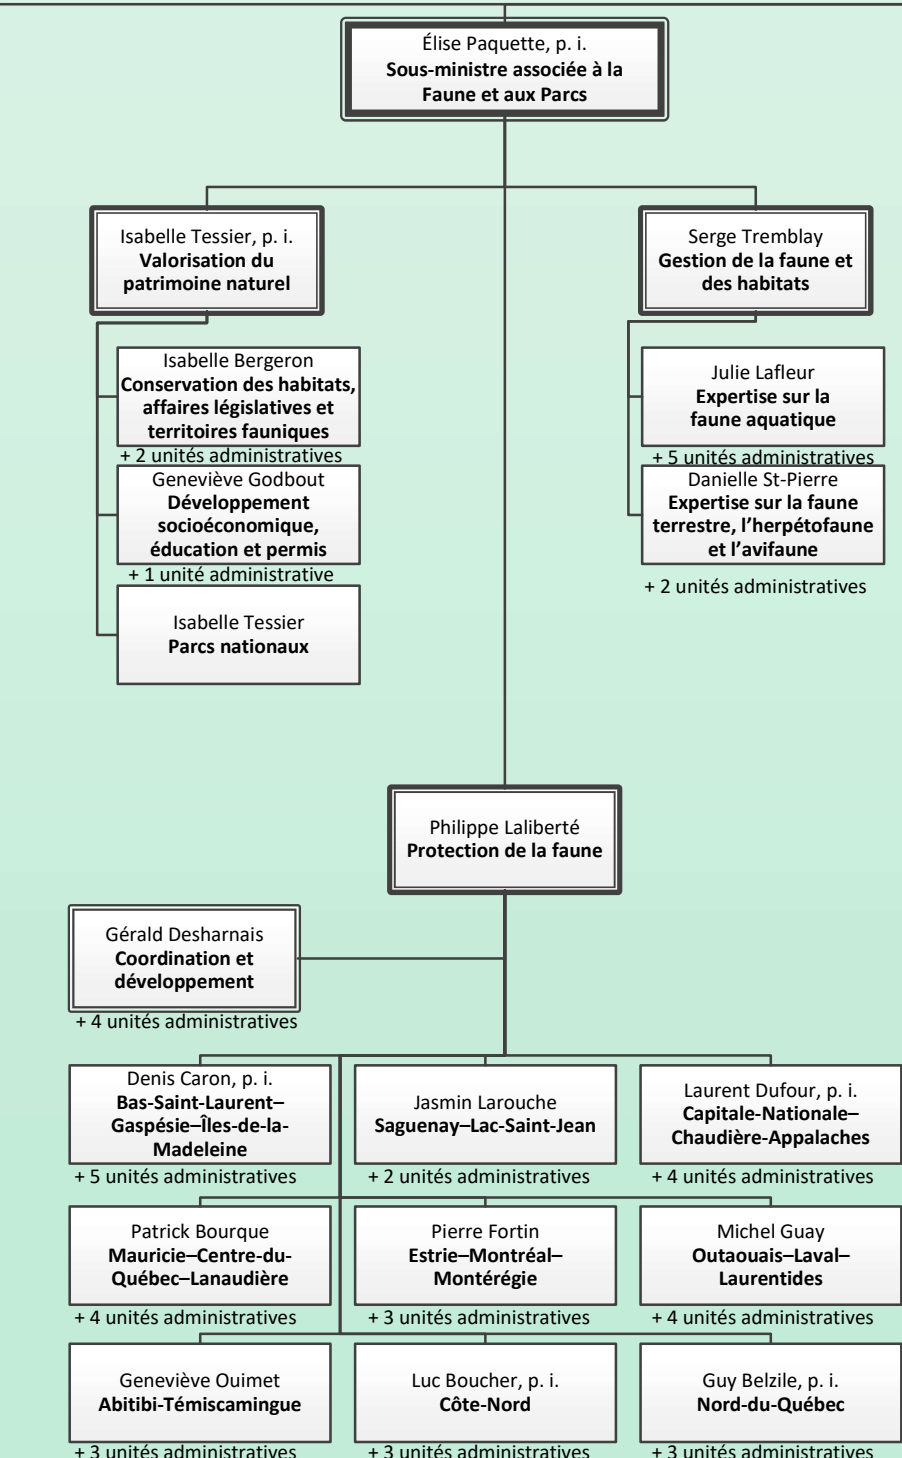 Élise Paquette, p. i.
Sous-ministre associée à la
Faune et aux Parcs
Isabelle Tessier, p. i.
Valorisation du
patrimoine naturel
Serge Tremblay
Gestion de la faune et
des habitats
Isabelle Bergeron
Conservation des habitats,
affaires législatives et
territoires fauniques
+ 2 unités administratives
Geneviève Godbout
Développement
socioéconomique,
éducation et permis
+ 1 unité administrative
Isabelle Tessier
Parcs nationaux
Julie Lafleur
Expertise sur la
faune aquatique
+ 5 unités administratives
Danielle St-Pierre
Expertise sur la faune
terrestre, l’herpétofaune
et l’avifaune
+ 2 unités administratives
Philippe Laliberté
Protection de la faune
Gérald Desharnais
Coordination et
développement
+ 4 unités administratives
Denis Caron, p. i.
Bas-Saint-Laurent–
Gaspésie–Îles-de-la-
Madeleine
+ 5 unités administratives
Jasmin Larouche
Saguenay–Lac-Saint-Jean
+ 2 unités administratives
Laurent Dufour, p. i.
Capitale-Nationale–
Chaudière-Appalaches
+ 4 unités administratives
Patrick Bourque
Mauricie–Centre-du-
Québec–Lanaudière
+ 4 unités administratives
Pierre Fortin
Estrie–Montréal–
Montérégie
+ 3 unités administratives
Michel Guay
Outaouais–Laval–
Laurentides
+ 4 unités administratives
Geneviève Ouimet
Abitibi-Témiscamingue
+ 3 unités administratives
Luc Boucher, p. i.
Côte-Nord
+ 3 unités administratives
Guy Belzile, p. i.
Nord-du-Québec
+ 3 unités administratives